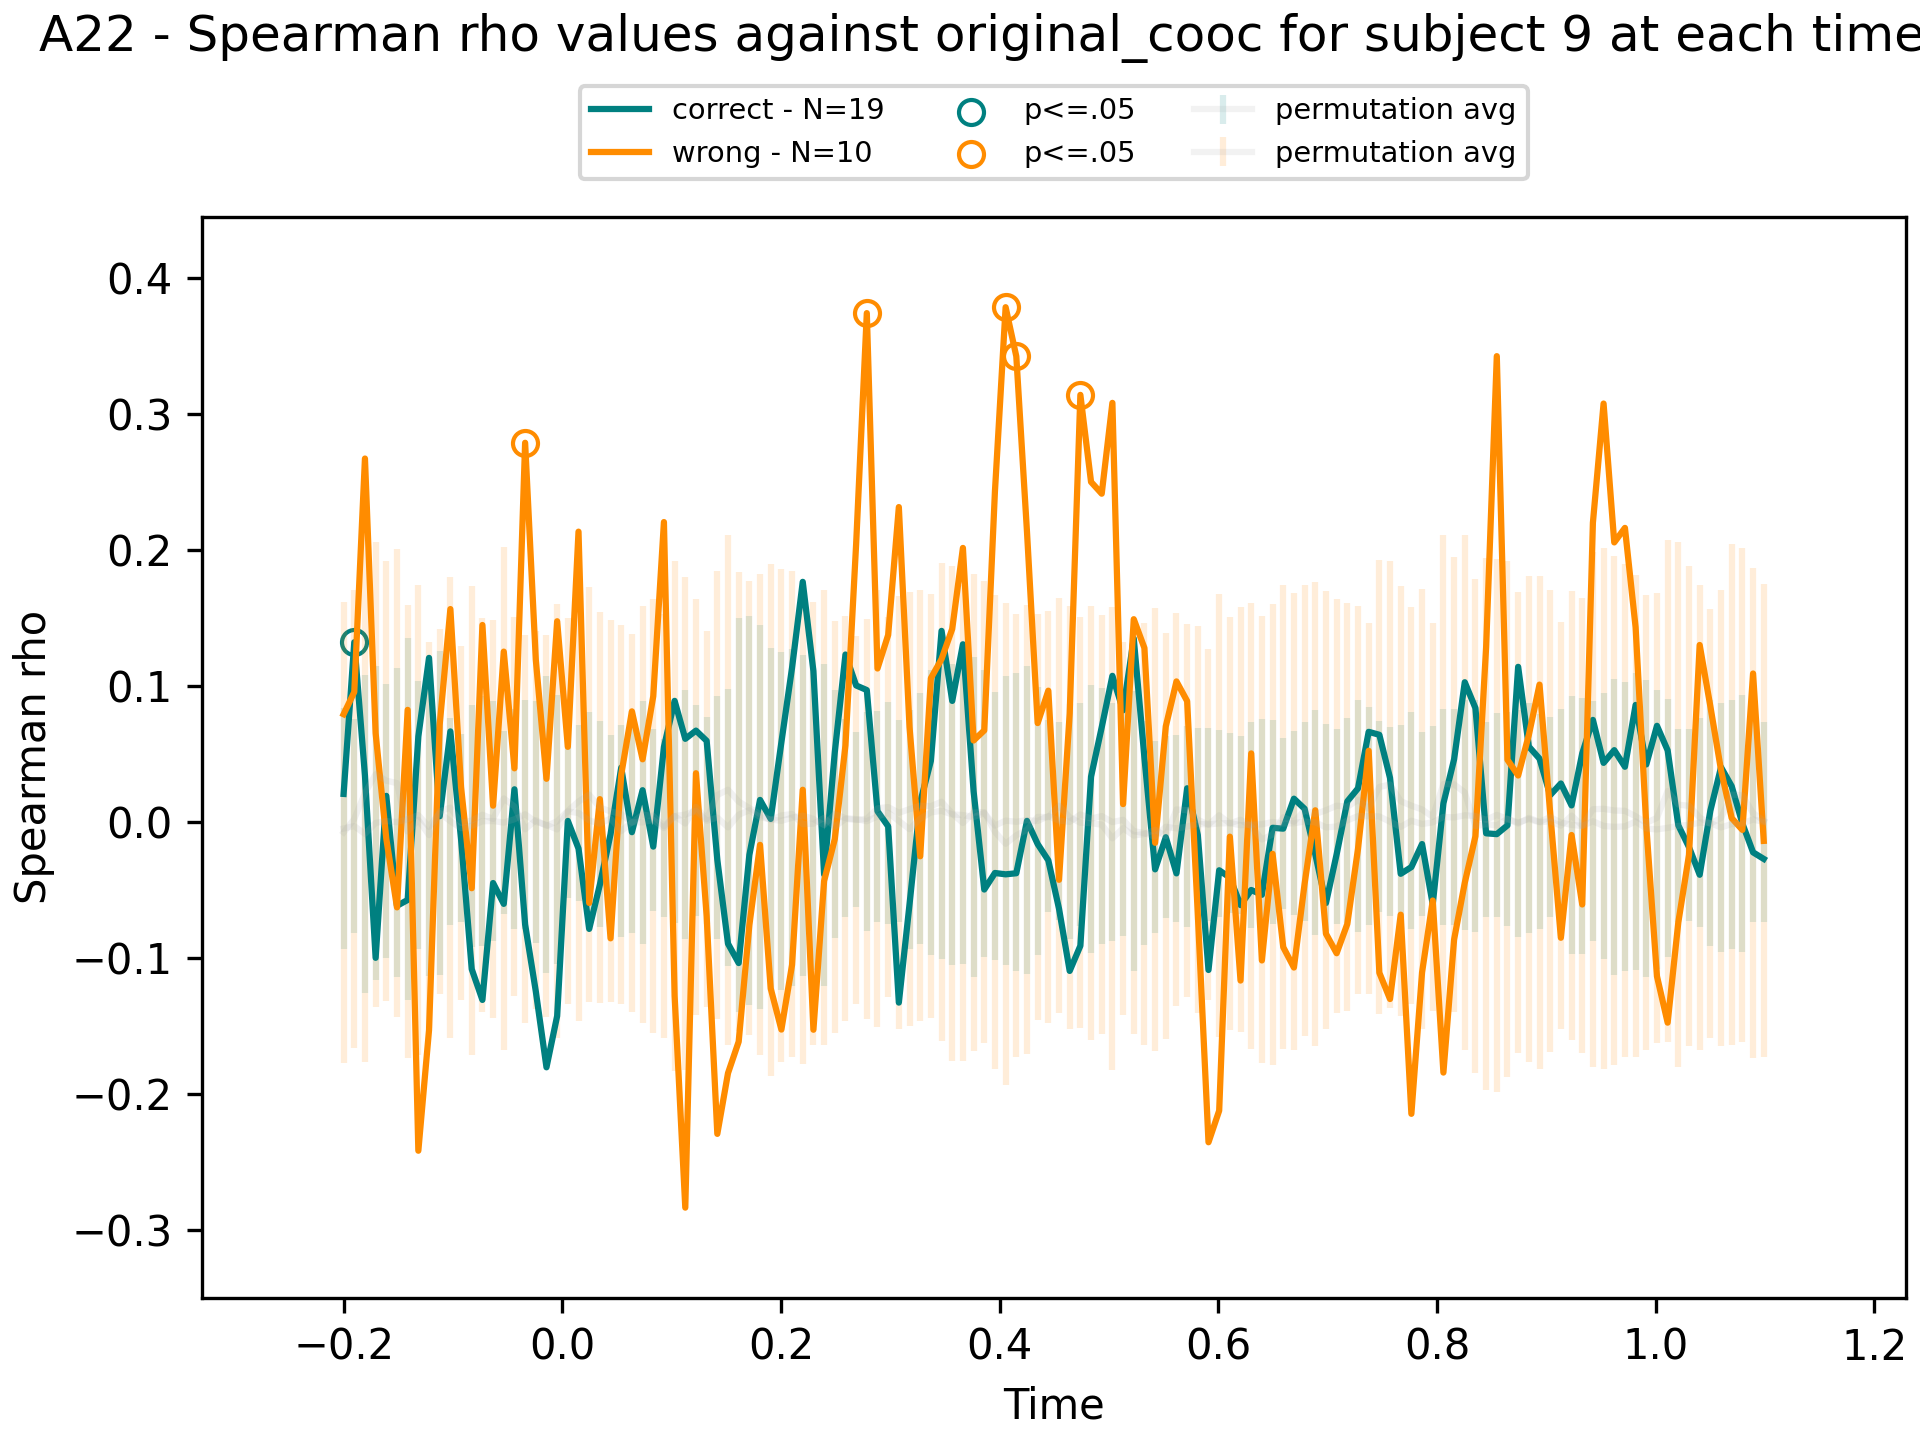 A22 - Spearman rho values against original_cooc for subject 9 at each time
correct - N=19
wrong - N=10
p<=.05
p<=.05
permutation avg
permutation avg
Spearman rho
0.4
0.3
0.2
0.1
0.0
−0.1
−0.2
−0.3
−0.2
0.0
0.2
0.4
0.6
0.8
1.0
1.2
Time